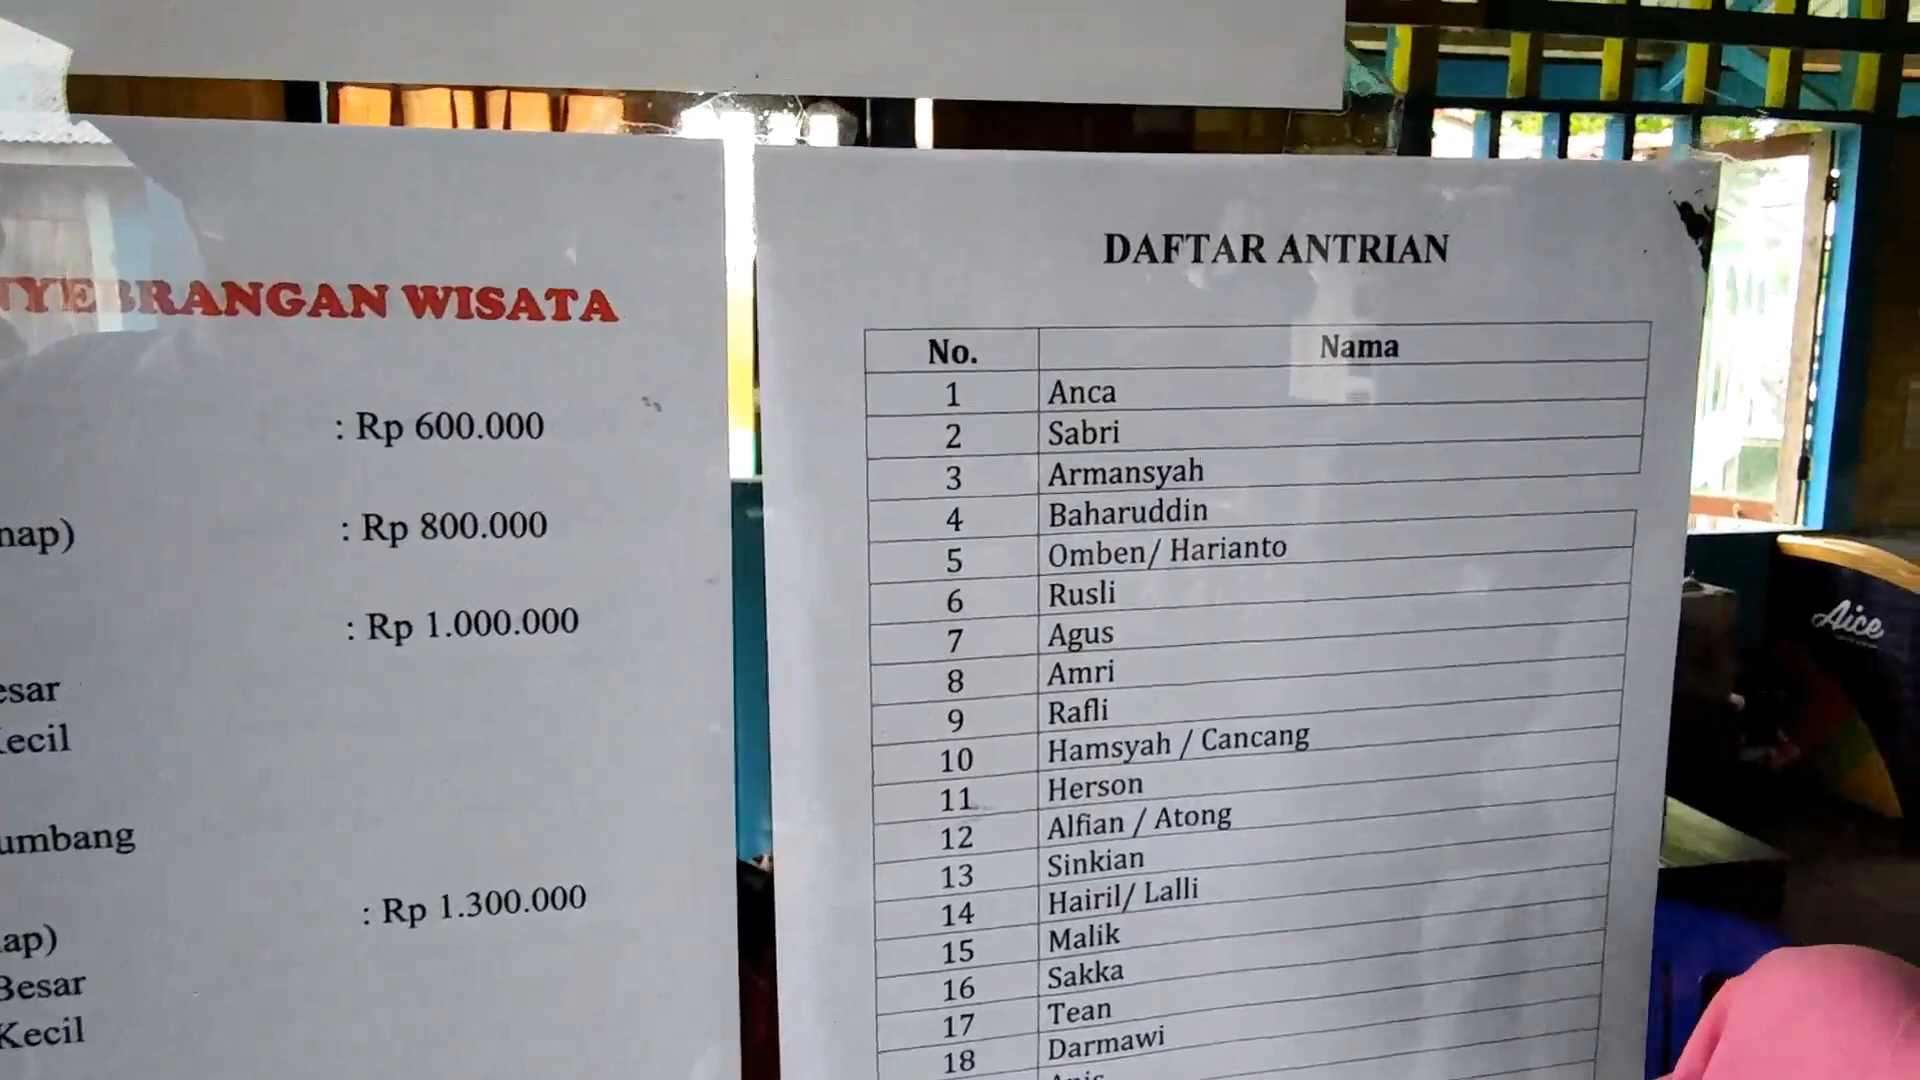 BRANGAN WISATA
: Rp 600.000
nap) : Rp 800.000
: Rp 1.000.000
esar
Kecil
umbang
: Rp 1.300.000
ap)
Besar
Kecil
DAFTAR ANTRIAN
No. Nama
1 Anca
2 Sabri
3 Armansyah
4 Baharuddin
5 Omben/ Harianto
6 Rusli
7 Agus
8 Amri
9 Rafli
10 Hamsyah / Cancang
11 Herson
12 Alfian / Atong
13 Sinkian
14 Hairil/ Lalli
15 Malik
16 Sakka
17 Tean
18 Darmawi
Aice